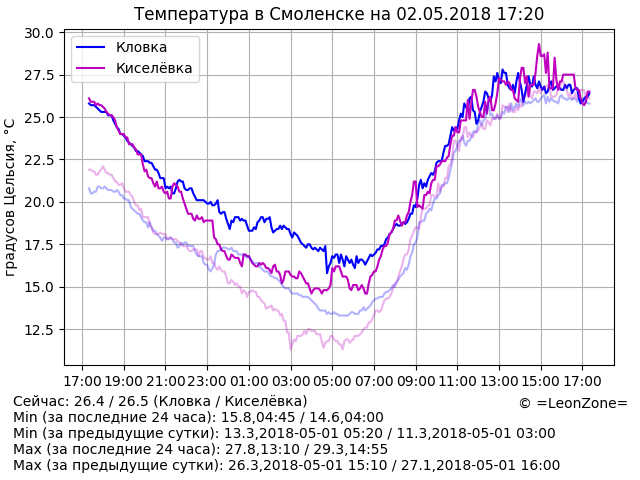 Температура в Смоленске на 02.05.2018 17:20
Кловка
Киселёвка
градусов Цельсия, °C
30.0
27.5
25.0
22.5
20.0
17.5
15.0
12.5
17:00 19:00 21:00 23:00 01:00 03:00 05:00 07:00 09:00 11:00 13:00 15:00 17:00
Сейчас: 26.4 / 26.5 (Кловка / Киселёвка)
© =LeonZone=
Min (за последние 24 часа): 15.8,04:45 / 14.6,04:00
Min (за предыдущие сутки): 13.3,2018-05-01 05:20 / 11.3,2018-05-01 03:00
Max (за последние 24 часа): 27.8,13:10 / 29.3,14:55
Max (за предыдущие сутки): 26.3,2018-05-01 15:10 / 27.1,2018-05-01 16:00